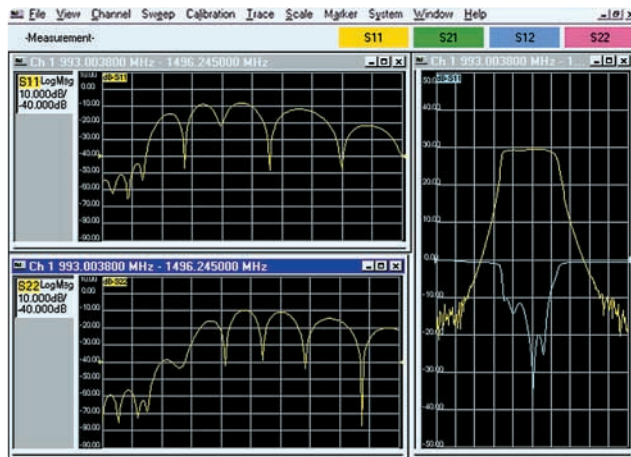 File View Channel Sweep Calibration Trace Scale Marker System Window Help
-Measurement-
S11
S21
S12
S22
Ch 1 993.003800 MHz - 1496.245000 MHz
S11 LogMag
10.000dB/
-40.000dB
10.00
dB-S11
0.00
-10.00
-20.00
-30.00
-40.00
-50.00
-60.00
-70.00
-80.00
-90.00
Ch 1 993.003800 MHz - 1496.245000 MHz
S22 LogMag
10.000dB/
-40.000dB
10.00
dB-S22
0.00
-10.00
-20.00
-30.00
-40.00
-50.00
-60.00
-70.00
-80.00
-90.00
Ch 1 993.003800 MHz - 1...
50.00
dB-S11
40.00
30.00
20.00
10.00
0.00
-10.00
-20.00
-30.00
-40.00
-50.00